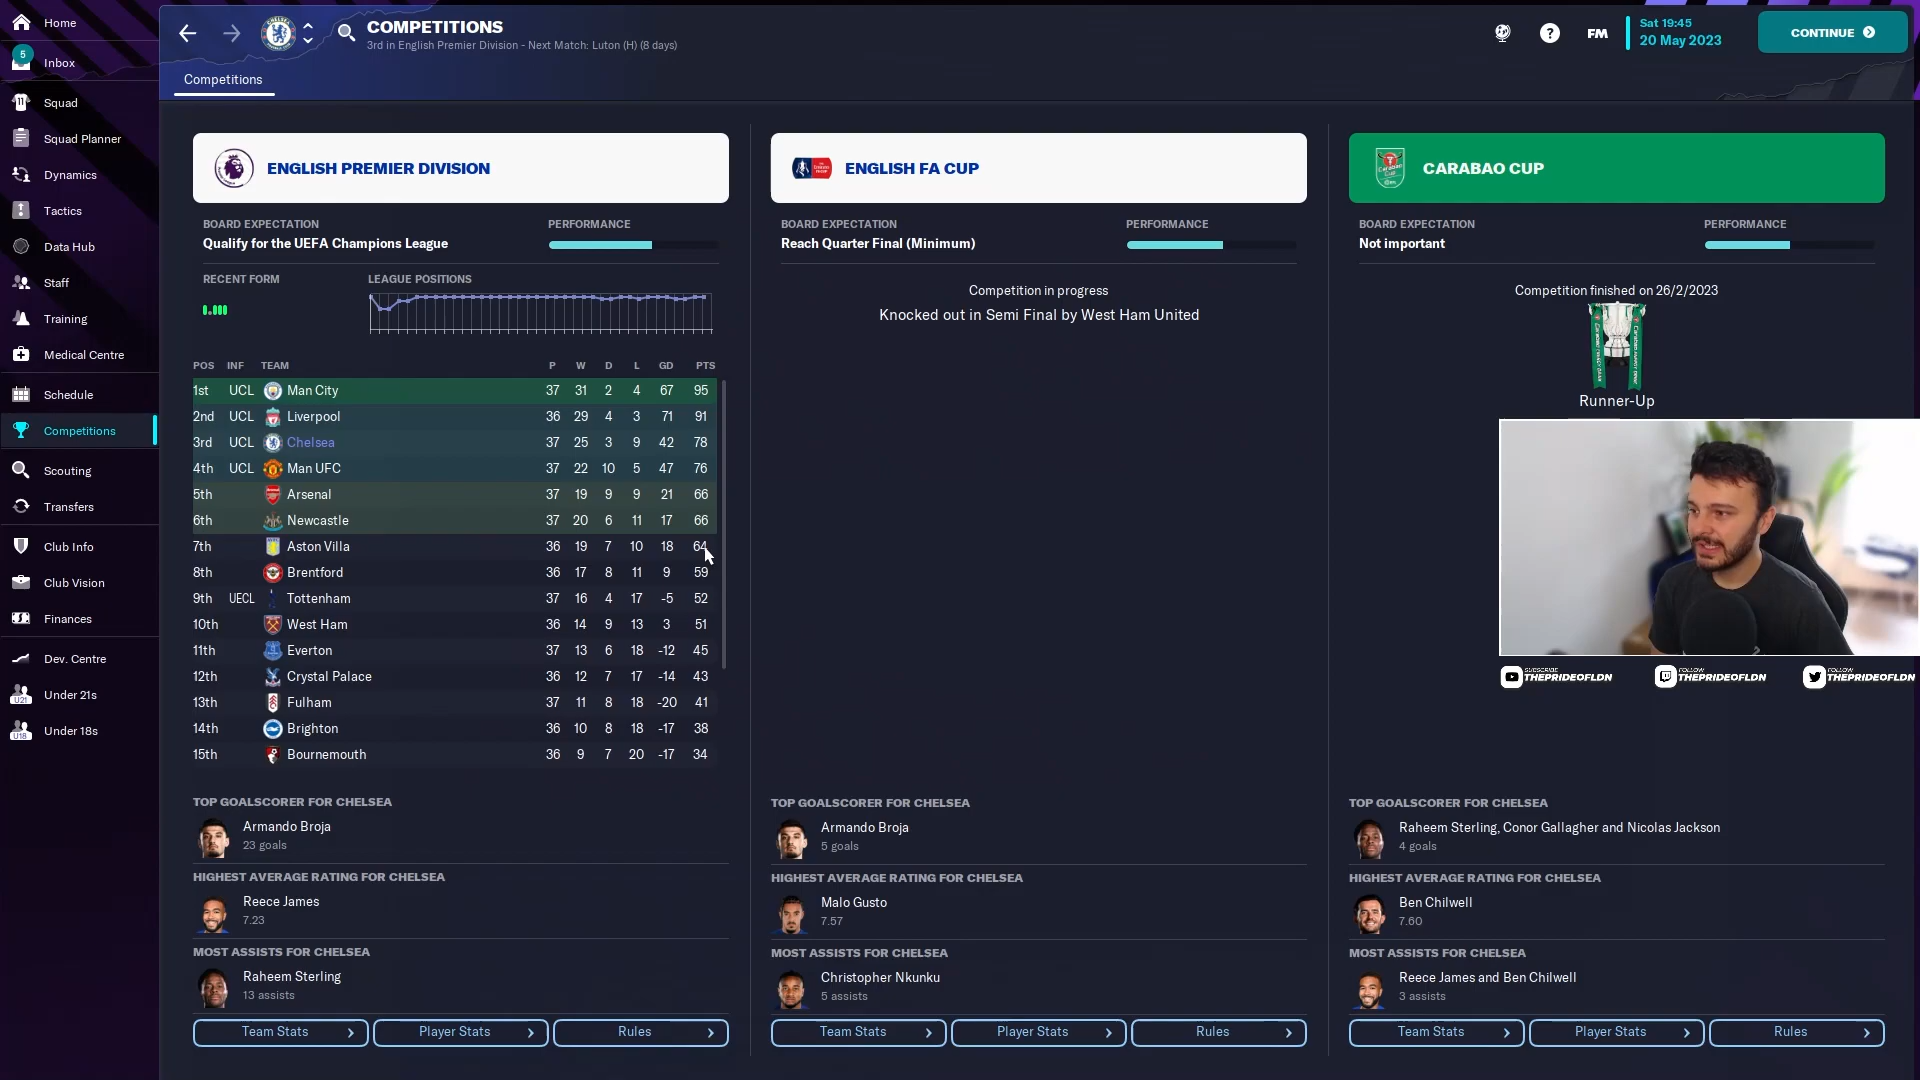 Home
5
Inbox
Squad
Squad Planner
Dynamics
Tactics
Data Hub
Staff
Training
Medical Centre
Schedule
Competitions
Scouting
Transfers
Club Info
Club Vision
Finances
Dev. Centre
U21
Under 21s
U18
Under 18s
COMPETITIONS
3rd in English Premier Division - Next Match: Luton (H) (8 days)
?
FM
Sat 19:45
20 May 2023
CONTINUE
Competitions
ENGLISH PREMIER DIVISION
BOARD EXPECTATION PERFORMANCE
Qualify for the UEFA Champions League
RECENT FORM LEAGUE POSITIONS
POS INF TEAM P W D L GD PTS
1st UCL Man City 37 31 2 4 67 95
2nd UCL Liverpool 36 29 4 3 71 91
3rd UCL Chelsea 37 25 3 9 42 78
4th UCL Man UFC 37 22 10 5 47 76
5th Arsenal 37 19 9 9 21 66
6th Newcastle 37 20 6 11 17 66
7th Aston Villa 36 19 7 10 18 64
8th Brentford 36 17 8 11 9 59
9th UECL Tottenham 37 16 4 17 -5 52
10th West Ham 36 14 9 13 3 51
11th Everton 37 13 6 18 -12 45
12th Crystal Palace 36 12 7 17 -14 43
13th Fulham 37 11 8 18 -20 41
14th Brighton 36 10 8 18 -17 38
15th Bournemouth 36 9 7 20 -17 34
TOP GOALSCORER FOR CHELSEA
Armando Broja
23 goals
HIGHEST AVERAGE RATING FOR CHELSEA
Reece James
7.23
MOST ASSISTS FOR CHELSEA
Raheem Sterling
13 assists
Team Stats Player Stats Rules
ENGLISH FA CUP
BOARD EXPECTATION PERFORMANCE
Reach Quarter Final (Minimum)
Competition in progress
Knocked out in Semi Final by West Ham United
TOP GOALSCORER FOR CHELSEA
Armando Broja
5 goals
HIGHEST AVERAGE RATING FOR CHELSEA
Malo Gusto
7.57
MOST ASSISTS FOR CHELSEA
Christopher Nkunku
5 assists
Team Stats Player Stats Rules
CARABAO CUP
BOARD EXPECTATION PERFORMANCE
Not important
Competition finished on 26/2/2023
Runner-Up
SUBSCRIBE
THEPRIDEOFLDN
FOLLOW
THEPRIDEOFLDN
FOLLOW
THEPRIDEOFLDN
TOP GOALSCORER FOR CHELSEA
Raheem Sterling, Conor Gallagher and Nicolas Jackson
4 goals
HIGHEST AVERAGE RATING FOR CHELSEA
Ben Chilwell
7.60
MOST ASSISTS FOR CHELSEA
Reece James and Ben Chilwell
3 assists
Team Stats Player Stats Rules